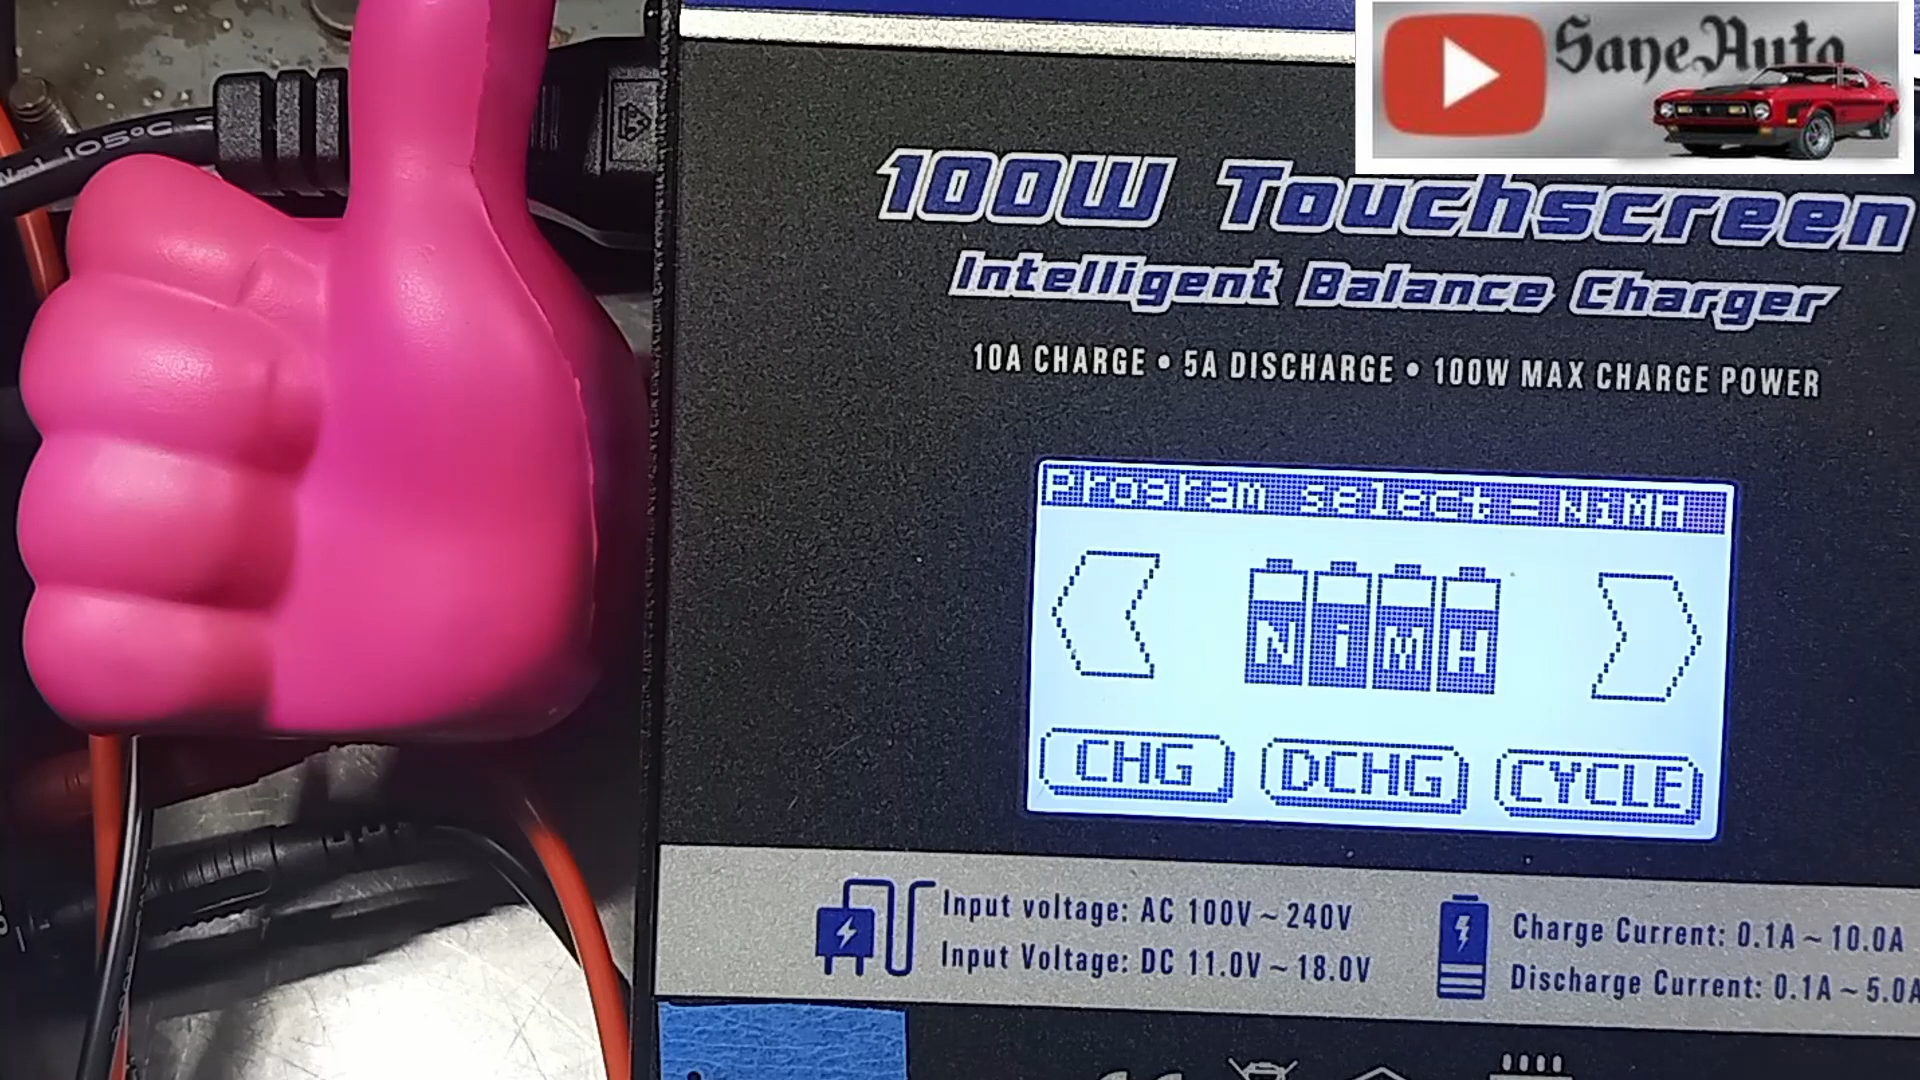 SaneAuto
105°C
100W Touchscreen
Intelligent Balance Charger
10A CHARGE • 5A DISCHARGE • 100W MAX CHARGE POWER
Program select = NiMH
NiMH
CHG DCHG CYCLE
Input voltage: AC 100V ~ 240V
Input Voltage: DC 11.0V ~ 18.0V
Charge Current: 0.1A ~ 10.0A
Discharge Current: 0.1A ~ 5.0A